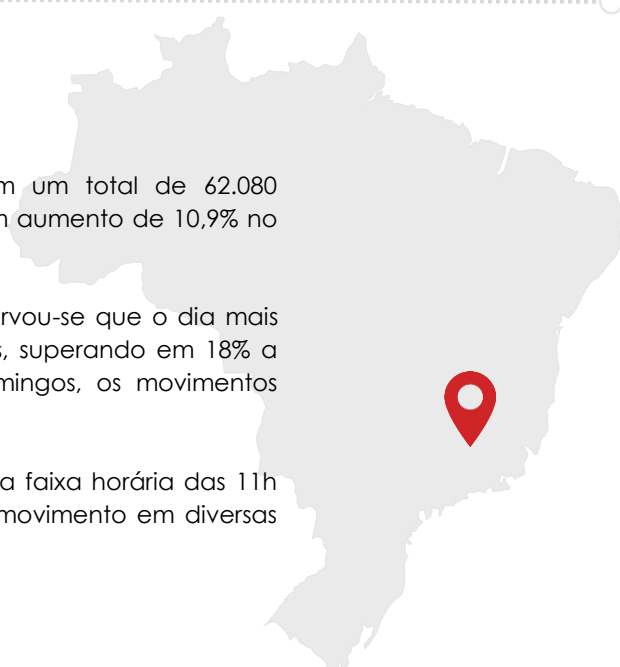 m um total de 62.080
aumento de 10,9% no
rvou-se que o dia mais
, superando em 18% a
mingos, os movimentos
a faixa horária das 11h
movimento em diversas